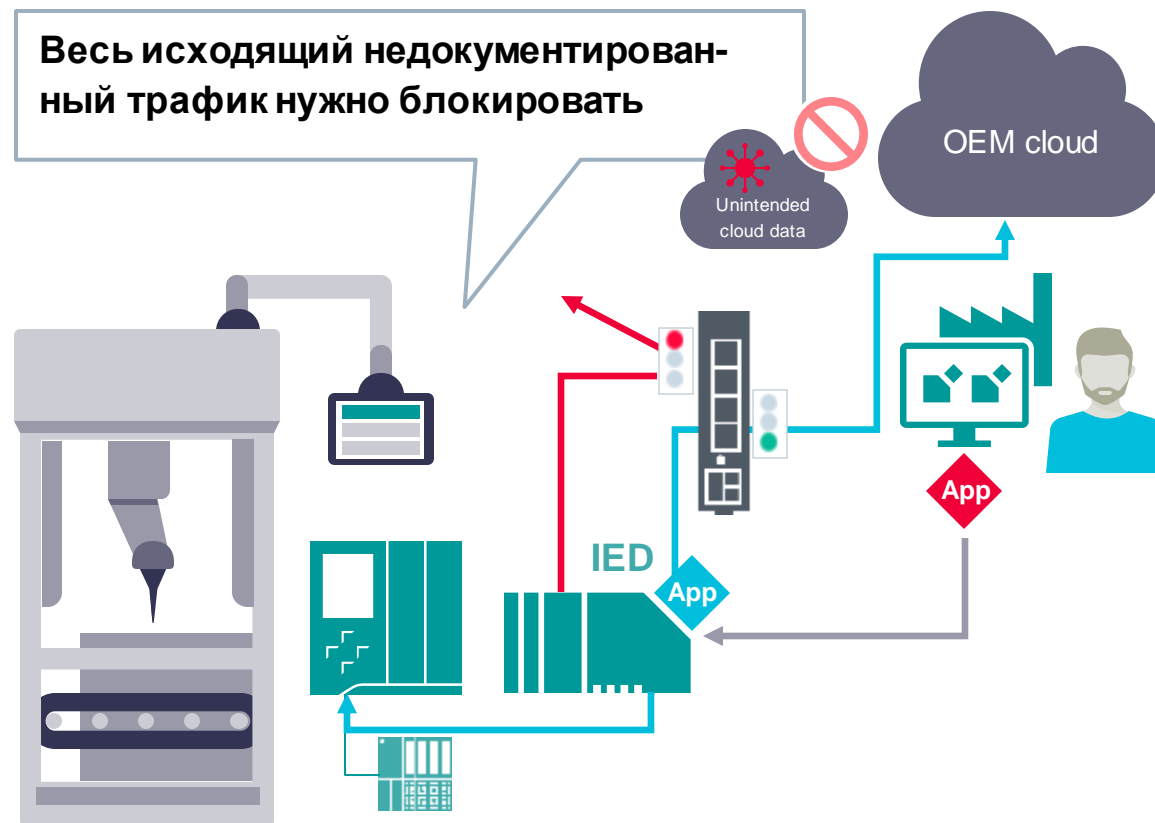 Весь исходящий недокументирован-
ный трафик нужно блокировать
OEM cloud
Unintended
cloud data
App
IED
App